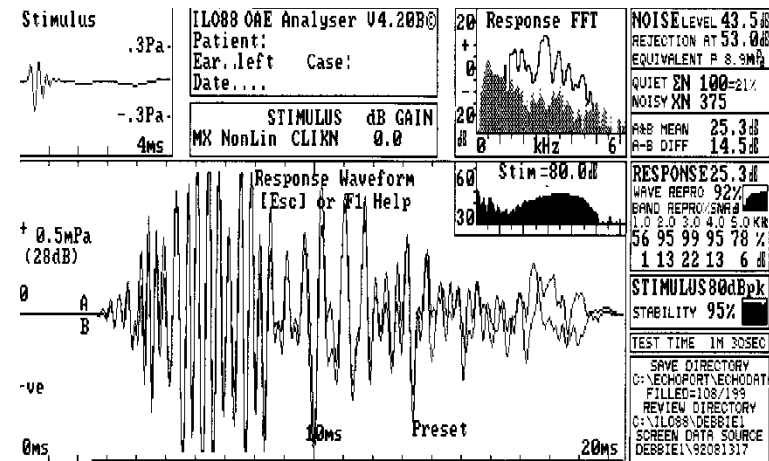 Stimulus
.3Pa-
-.3Pa-
4ms
ILO88 OAE Analyser V4.20B©
Patient:
Ear..left Case:
Date....
STIMULUS dB GAIN
MX NonLin CLIKN 0.0
20 Response FFT
+
0
-
20
dB 0 kHz 6
NOISE LEVEL 43.5dB
REJECTION AT 53.0dB
EQUIVALENT P 8.9MPa
QUIET ΣN 100=21%
NOISY XN 375
A&B MEAN 25.3dB
A-B DIFF 14.5dB
60 Stim=80.0dB
30
Response Waveform
[Esc] or F1 Help
+ 0.5mPa
(28dB)
0
A
B
-ve
0ms
10ms
Preset
20ms
RESPONSE 25.3dB
WAVE REPRO 92%
BAND REPRO%SNR dB
1.0 2.0 3.0 4.0 5.0 KHz
56 95 99 95 78 %
1 13 22 13 6 dB
STIMULUS 80dBpk
STABILITY 95%
TEST TIME 1M 30SEC
SAVE DIRECTORY
C:\ECHOPORT\ECHODATA
FILLED=108/199
REVIEW DIRECTORY
C:\ILO88\DEBBIE1
SCREEN DATA SOURCE
DEBBIE1\92081317